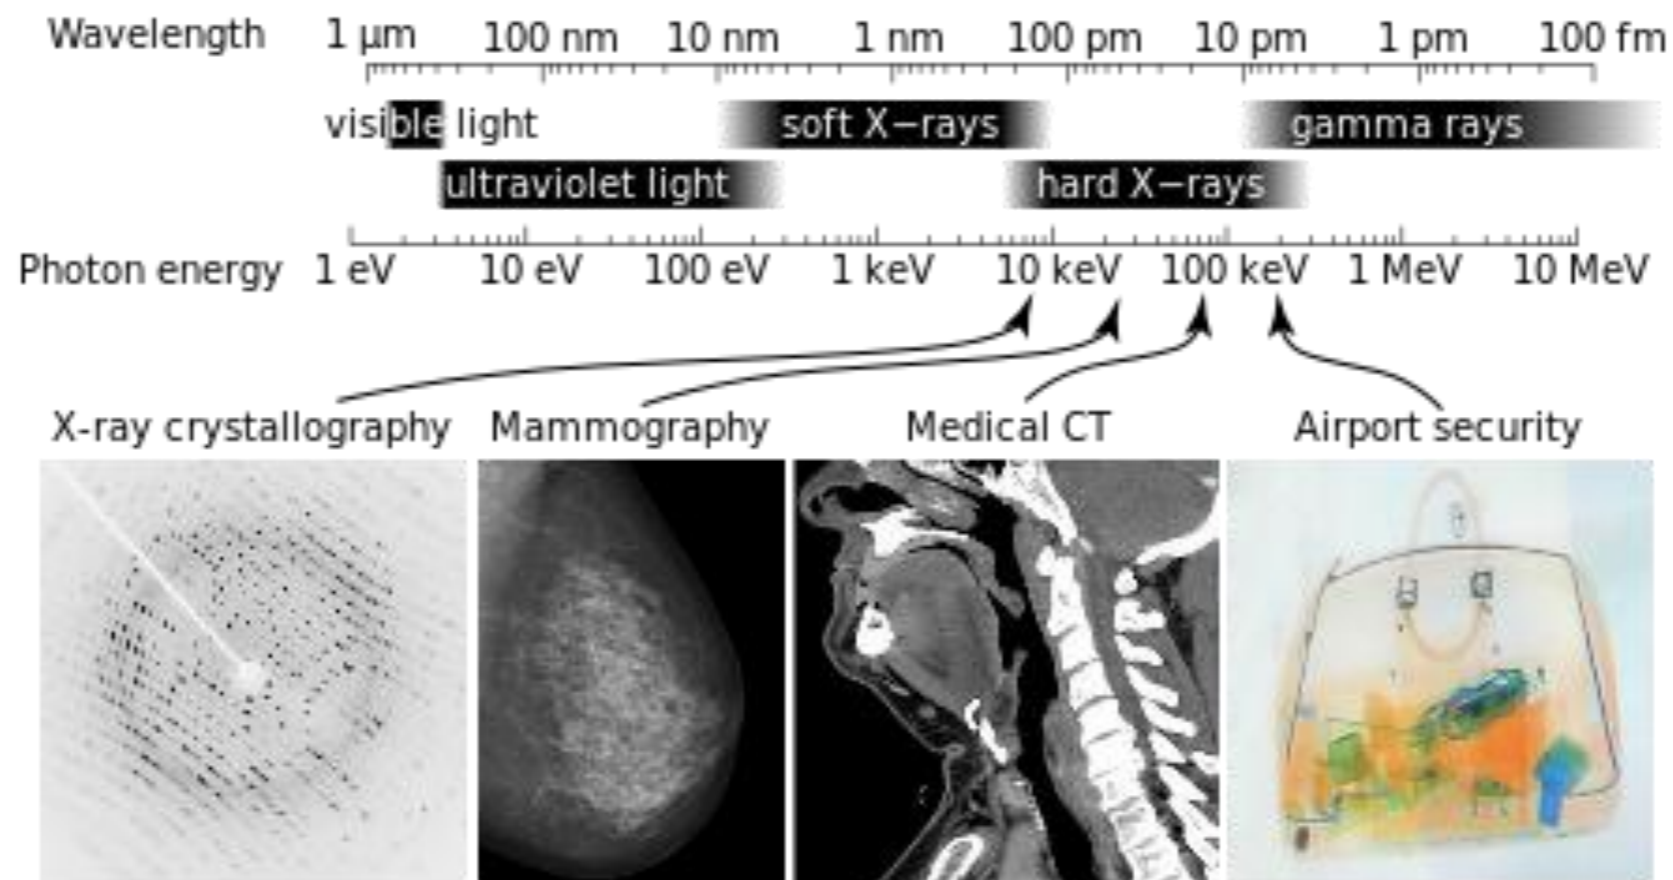 Wavelength 1 µm 100 nm 10 nm 1 nm 100 pm 10 pm 1 pm 100 fm
visible light soft X−rays gamma rays
ultraviolet light hard X−rays
Photon energy 1 eV 10 eV 100 eV 1 keV 10 keV 100 keV 1 MeV 10 MeV
X-ray crystallography Mammography Medical CT Airport security